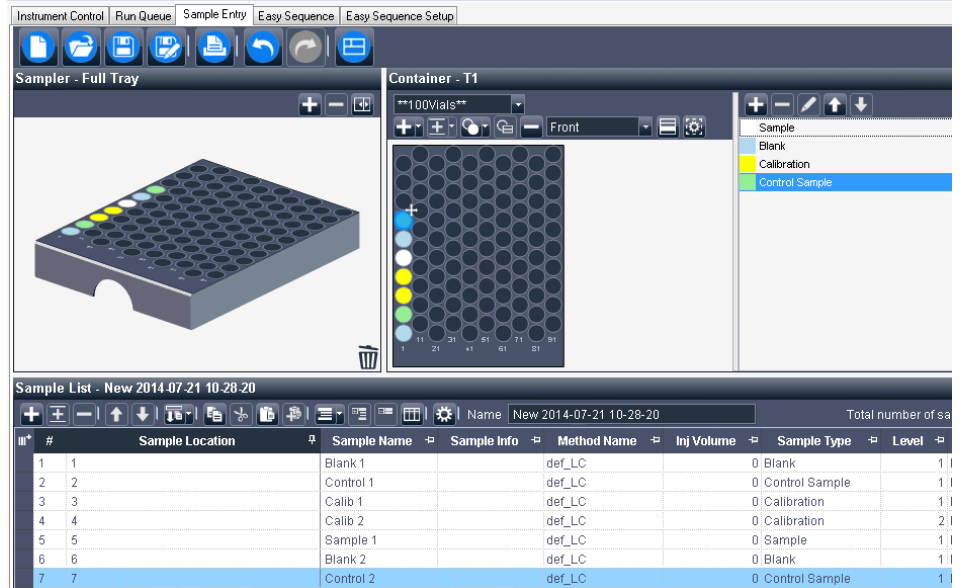 Instrument Control Run Queue Sample Entry Easy Sequence Easy Sequence Setup
Sampler - Full Tray
Container - T1
**100Vials**
Front
Sample
Blank
Calibration
Control Sample
11 31 51 71 91
1 21 41 61 81
Sample List - New 2014-07-21 10-28-20
Name New 2014-07-21 10-28-20 Total number of sa
# Sample Location Sample Name Sample Info Method Name Inj Volume Sample Type Level
1 1 Blank 1 def_LC 0 Blank 1
2 2 Control 1 def_LC 0 Control Sample 1
3 3 Calib 1 def_LC 0 Calibration 1
4 4 Calib 2 def_LC 0 Calibration 2
5 5 Sample 1 def_LC 0 Sample 1
6 6 Blank 2 def_LC 0 Blank 1
7 7 Control 2 def_LC 0 Control Sample 1